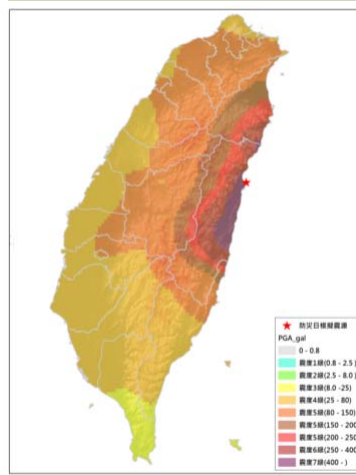 防災日模擬震源
PGA_gal
0 - 0.8
震度1級(0.8 - 2.5 )
震度2級(2.5 - 8.0 )
震度3級(8.0 -25)
震度4級(25 - 80)
震度5級(80 - 150)
震度5級(150 - 200
震度5級(200 - 250
震度6級(250 - 400
震度7級(400 - )